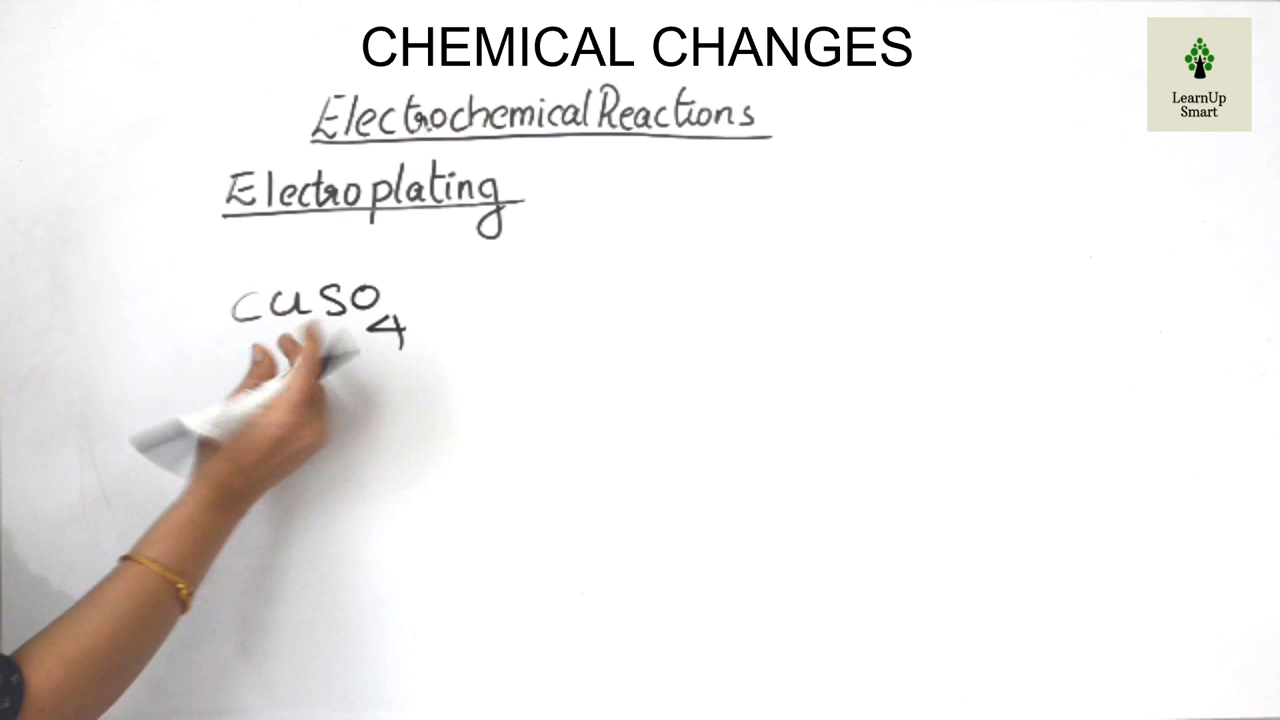 CHEMICAL CHANGES
LearnUp
Smart
Electrochemical Reactions
Electroplating
CuSO4